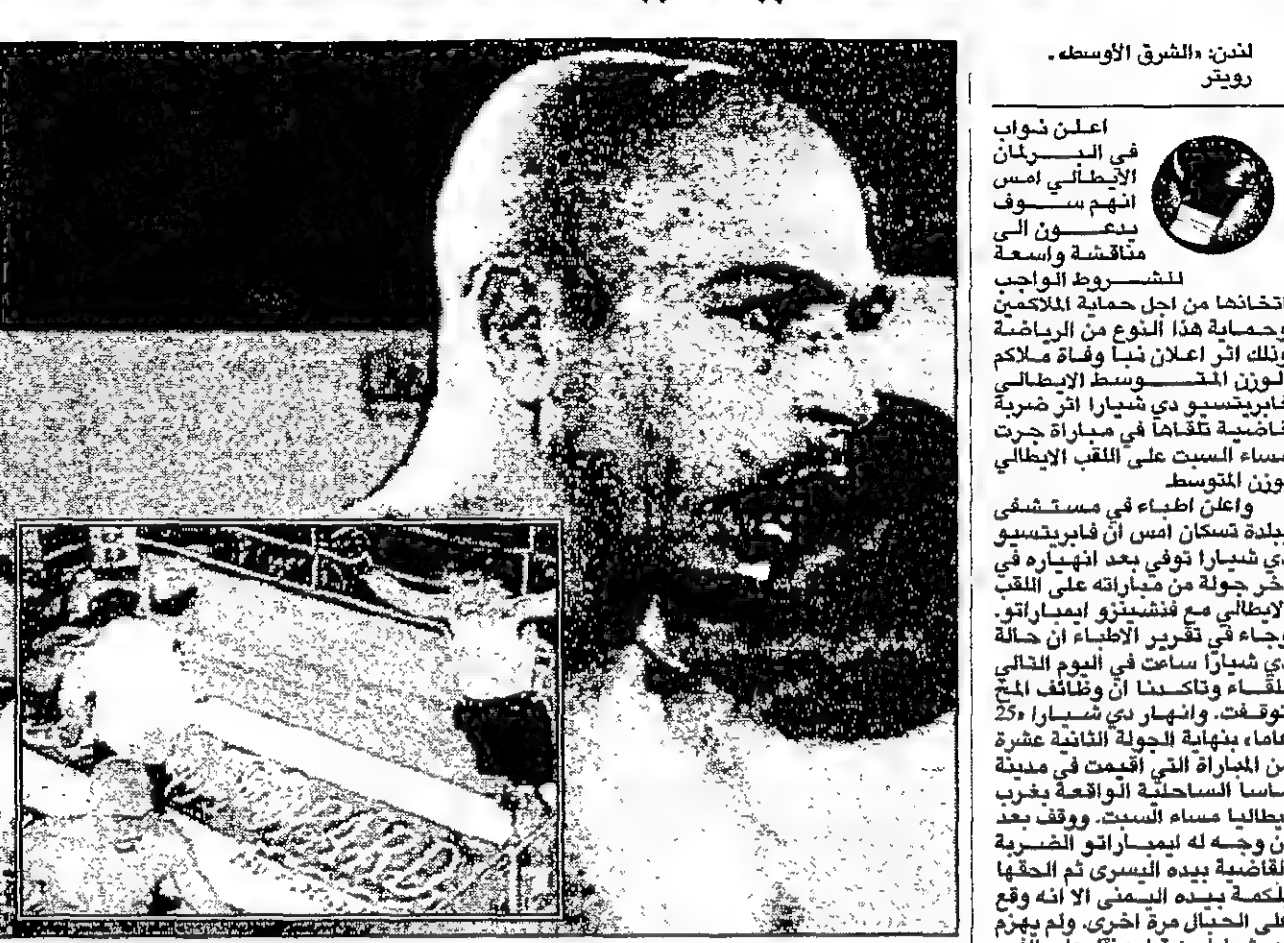 لندن: «الشرق الأوسط» ـ
رويتر
اعلن نواب
في البـرلمان
الايطالي امس
انهم سـوف
يدعـون الى
مناقشة واسعة
للشـروط الواجب
اتخاذها من اجل حماية الملاكمين
وحماية هذا النوع من الرياضة
وذلك اثر اعلان نبأ وفاة ملاكم
الوزن المتـوسط الايطالي
فابريتسيو دي شيارا اثر ضربة
قاضية تلقاها في مباراة جرت
مساء السبت على اللقب الايطالي
لوزن المتوسط.
واعلن اطباء في مستشفى
ببلدة تسكان امس ان فابريتسيو
دي شيارا توفي بعد انهياره في
آخر جولة من مباراته على اللقب
الايطالي مع فنشينزو ايمباراتو.
وجاء في تقرير الاطباء ان حالة
دي شيارا ساءت في اليوم التالي
للقاء وتاكدنا ان وظائف المخ
توقفت. وانهار دي شيارا «25
عاما» بنهاية الجولة الثانية عشرة
من المباراة التي اقيمت في مدينة
ماسا الساحلية الواقعة بغرب
ايطاليا مساء السبت. ووقف بعد
ان وجه له ايمباراتو الضربة
القاضية بيده اليسرى ثم الحقها
بلكمة بيده اليمنى الا انه وقع
على الحبال مرة اخرى. ولم يهزم